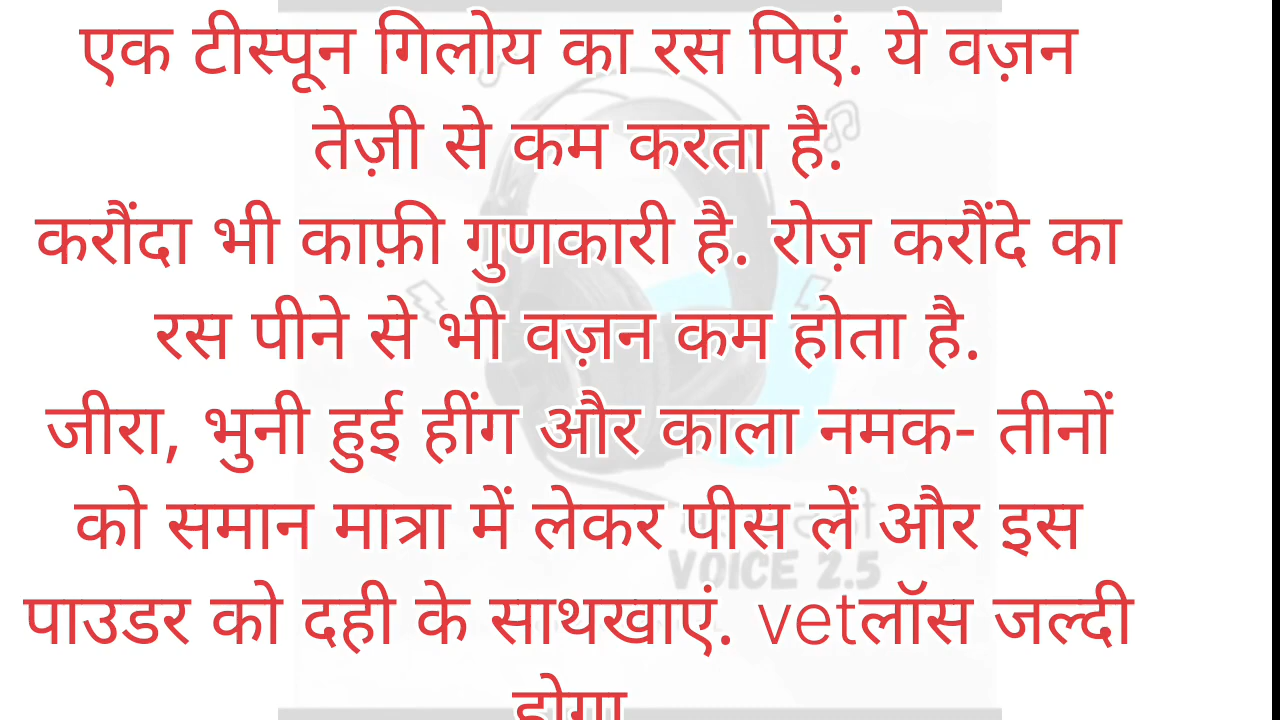 एक टीस्पून गिलोय का रस पिएं. ये वज़न
तेज़ी से कम करता है.
करौंदा भी काफ़ी गुणकारी है. रोज़ करौंदे का
रस पीने से भी वज़न कम होता है.
जीरा, भुनी हुई हींग और काला नमक- तीनों
को समान मात्रा में लेकर पीस लें और इस
पाउडर को दही के साथखाएं. vetलॉस जल्दी
होगा
VOICE 2.5